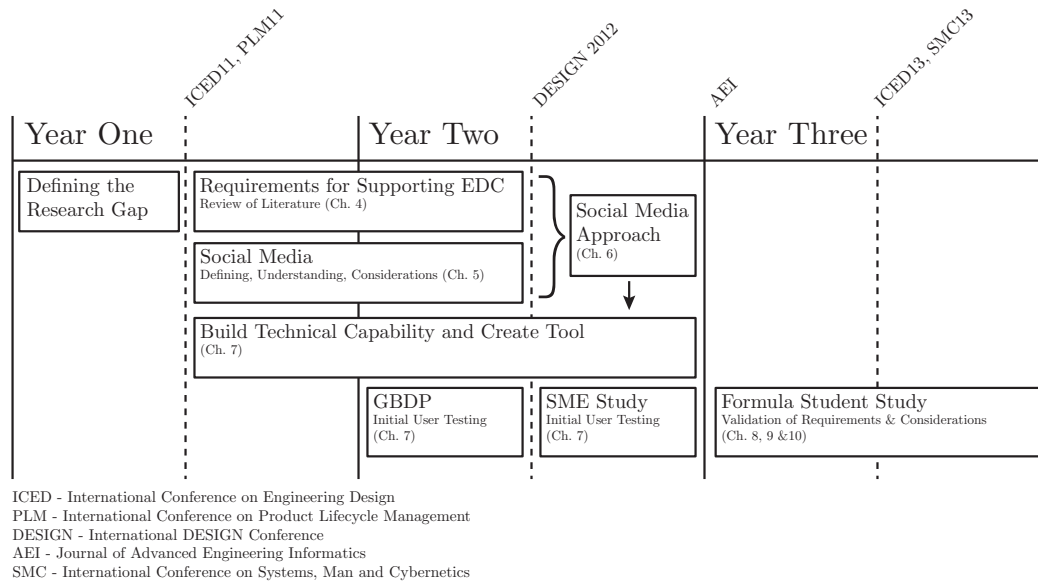 ICED11, PLM11
DESIGN 2012
AEI
ICED13, SMC13
Year One
Year Two
Year Three
Defining the
Research Gap
Requirements for Supporting EDC
Review of Literature (Ch. 4)
Social Media
Defining, Understanding, Considerations (Ch. 5)
Social Media
Approach
(Ch. 6)
Build Technical Capability and Create Tool
(Ch. 7)
GBDP
Initial User Testing
(Ch. 7)
SME Study
Initial User Testing
(Ch. 7)
Formula Student Study
Validation of Requirements & Considerations
(Ch. 8, 9 &10)
ICED - International Conference on Engineering Design
PLM - International Conference on Product Lifecycle Management
DESIGN - International DESIGN Conference
AEI - Journal of Advanced Engineering Informatics
SMC - International Conference on Systems, Man and Cybernetics